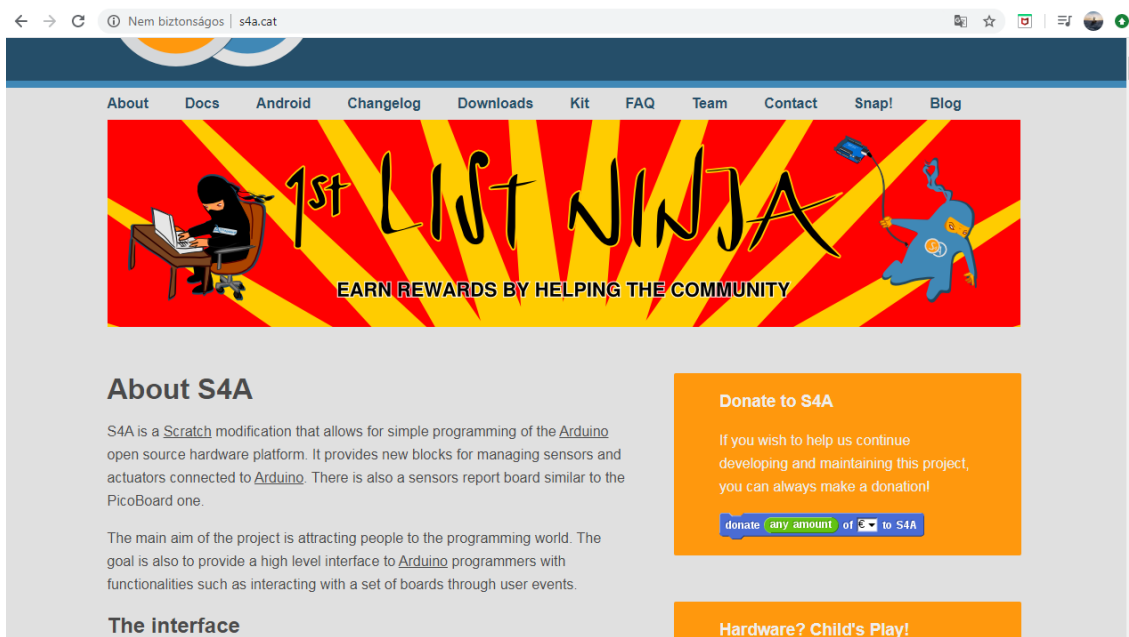 Nem biztonságos | s4a.cat
About Docs Android Changelog Downloads Kit FAQ Team Contact Snap! Blog
1st LIST NINJA
EARN REWARDS BY HELPING THE COMMUNITY
About S4A
S4A is a Scratch modification that allows for simple programming of the Arduino
open source hardware platform. It provides new blocks for managing sensors and
actuators connected to Arduino. There is also a sensors report board similar to the
PicoBoard one.
The main aim of the project is attracting people to the programming world. The
goal is also to provide a high level interface to Arduino programmers with
functionalities such as interacting with a set of boards through user events.
The interface
Donate to S4A
If you wish to help us continue
developing and maintaining this project,
you can always make a donation!
donate any amount of € to S4A
Hardware? Child's Play!